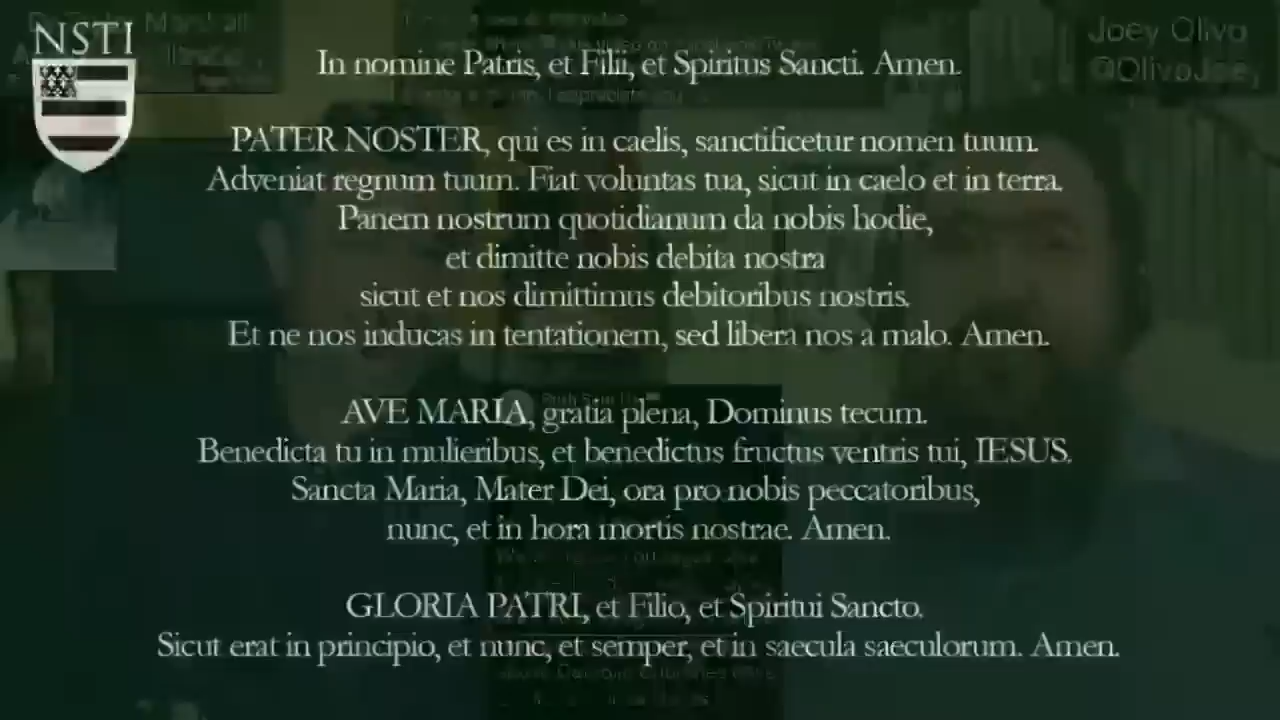 NSTI
Marshall
Joey Olivo
@OlivoJoey
In nomine Patris, et Filii, et Spiritus Sancti. Amen.
PATER NOSTER, qui es in caelis, sanctificetur nomen tuum.
Adveniat regnum tuum. Fiat voluntas tua, sicut in caelo et in terra.
Panem nostrum quotidianum da nobis hodie,
et dimitte nobis debita nostra
sicut et nos dimittimus debitoribus nostris.
Et ne nos inducas in tentationem, sed libera nos a malo. Amen.
AVE MARIA, gratia plena, Dominus tecum.
Benedicta tu in mulieribus, et benedictus fructus ventris tui, IESUS.
Sancta Maria, Mater Dei, ora pro nobis peccatoribus,
nunc, et in hora mortis nostrae. Amen.
GLORIA PATRI, et Filio, et Spiritui Sancto.
Sicut erat in principio, et nunc, et semper, et in saecula saeculorum. Amen.